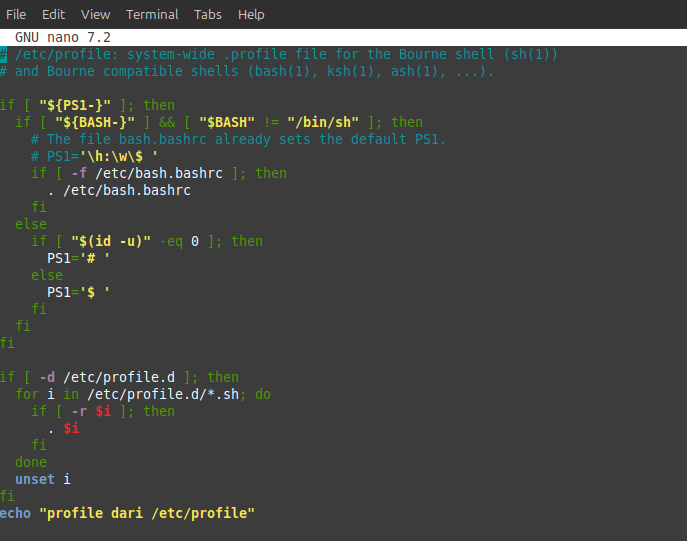 File Edit View Terminal Tabs Help
GNU nano 7.2
# /etc/profile: system-wide .profile file for the Bourne shell (sh(1))
# and Bourne compatible shells (bash(1), ksh(1), ash(1), ...).

if [ "${PS1-}" ]; then
  if [ "${BASH-}" ] && [ "$BASH" != "/bin/sh" ]; then
    # The file bash.bashrc already sets the default PS1.
    # PS1='\h:\w\$ '
    if [ -f /etc/bash.bashrc ]; then
      . /etc/bash.bashrc
    fi
  else
    if [ "$(id -u)" -eq 0 ]; then
      PS1='# '
    else
      PS1='$ '
    fi
  fi
fi

if [ -d /etc/profile.d ]; then
  for i in /etc/profile.d/*.sh; do
    if [ -r $i ]; then
      . $i
    fi
  done
  unset i
fi
echo "profile dari /etc/profile"